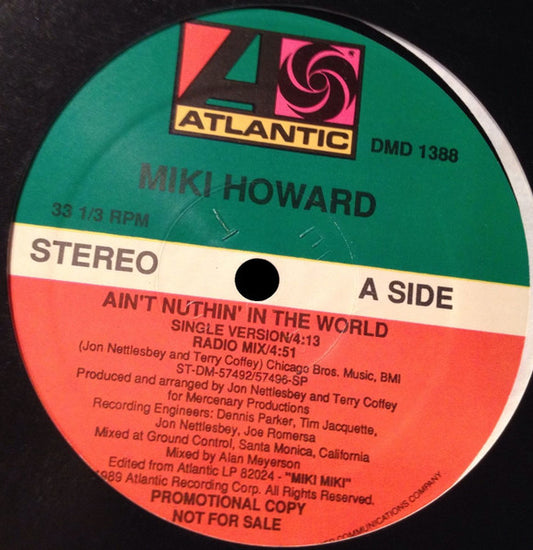 ATLANTIC
DMD 1388
MIKI HOWARD
33 1/3 RPM
STEREO
A SIDE
AIN'T NUTHIN' IN THE WORLD
SINGLE VERSION/4:13
RADIO MIX/4:51
(Jon Nettlesbey and Terry Coffey) Chicago Bros. Music, BMI
ST-DM-57492/57496-SP
Produced and arranged by Jon Nettlesbey and Terry Coffey
for Mercenary Productions
Recording Engineers: Dennis Parker, Tim Jacquette,
Jon Nettlesbey, Joe Romersa
Mixed at Ground Control, Santa Monica, California
Mixed by Alan Meyerson
Edited from Atlantic LP 82024 - "MIKI MIKI"
1989 Atlantic Recording Corp. All Rights Reserved.
PROMOTIONAL COPY
NOT FOR SALE
COMMUNICATIONS COMPANY